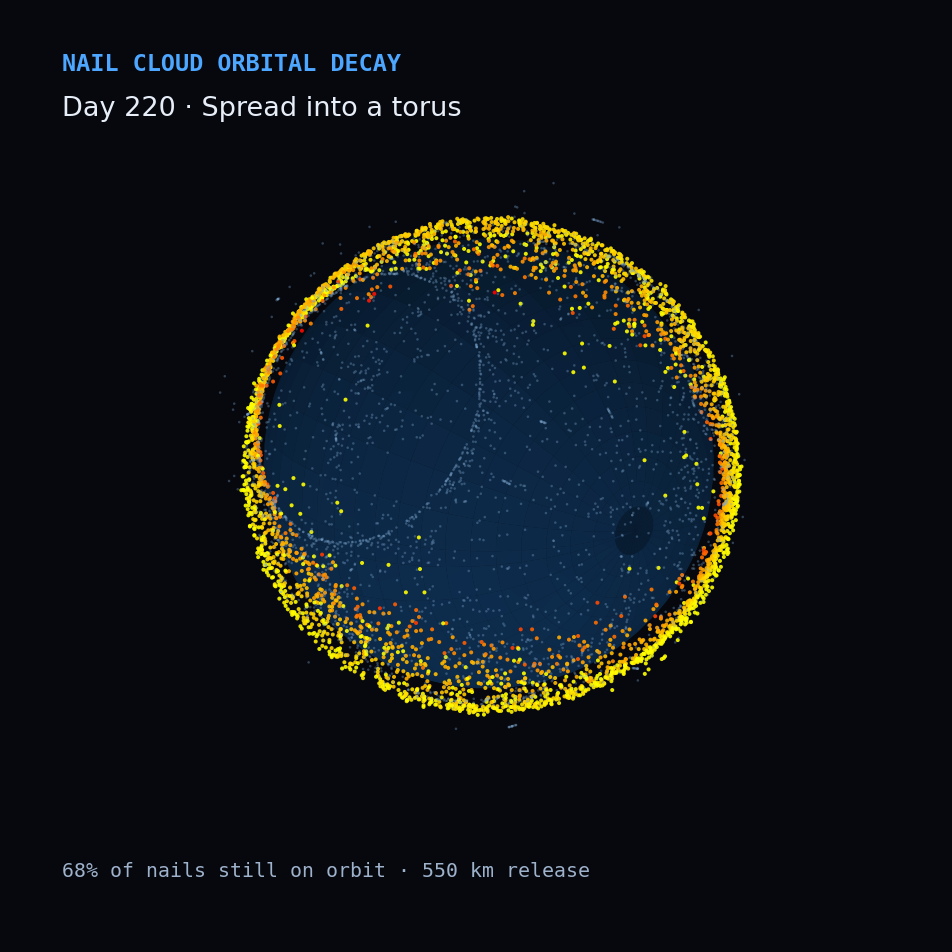 NAIL CLOUD ORBITAL DECAY
Day 220 · Spread into a torus
68% of nails still on orbit · 550 km release